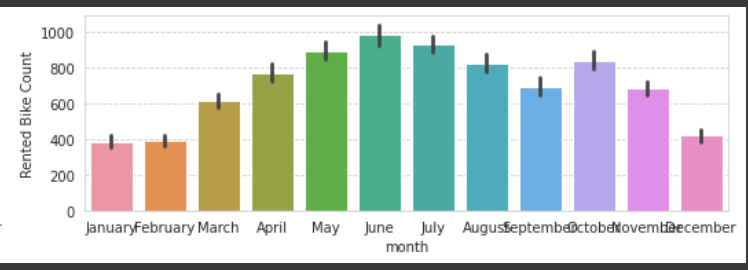 Rented Bike Count
1000
800
600
400
200
0
January February March April May June July August September October November December
month